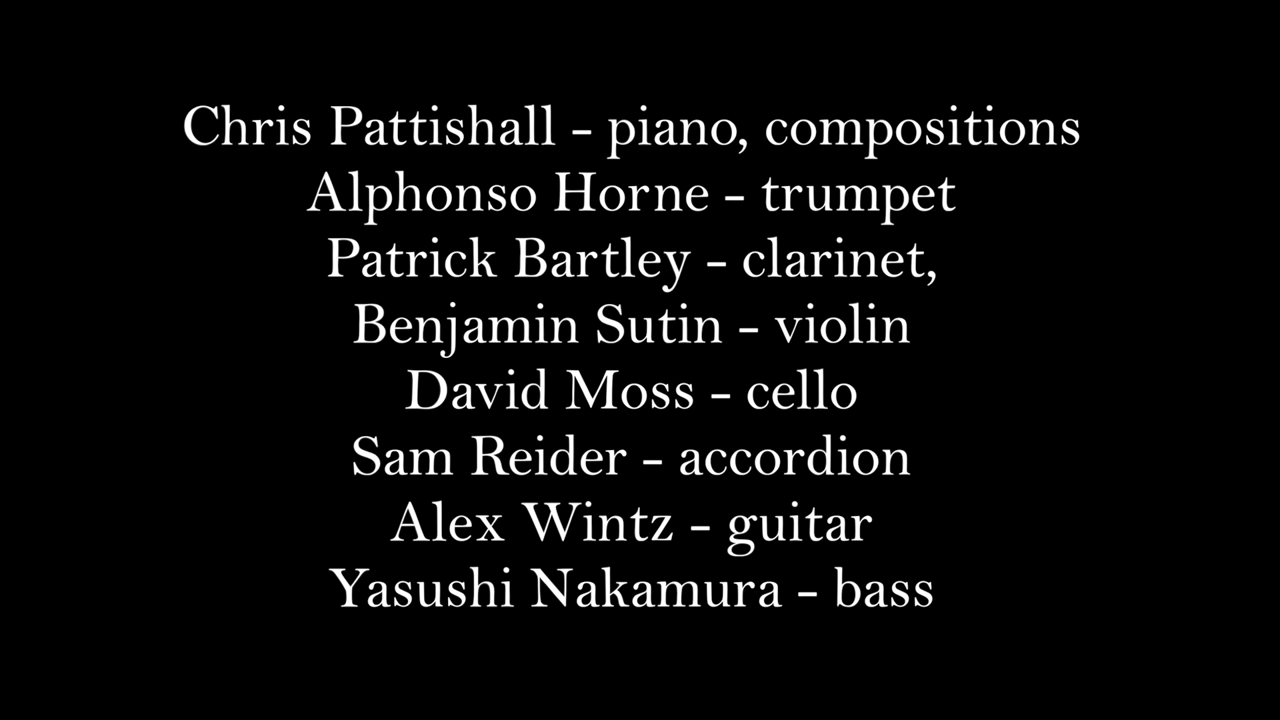 Chris Pattishall - piano, compositions
Alphonso Horne - trumpet
Patrick Bartley - clarinet,
Benjamin Sutin - violin
David Moss - cello
Sam Reider - accordion
Alex Wintz - guitar
Yasushi Nakamura - bass